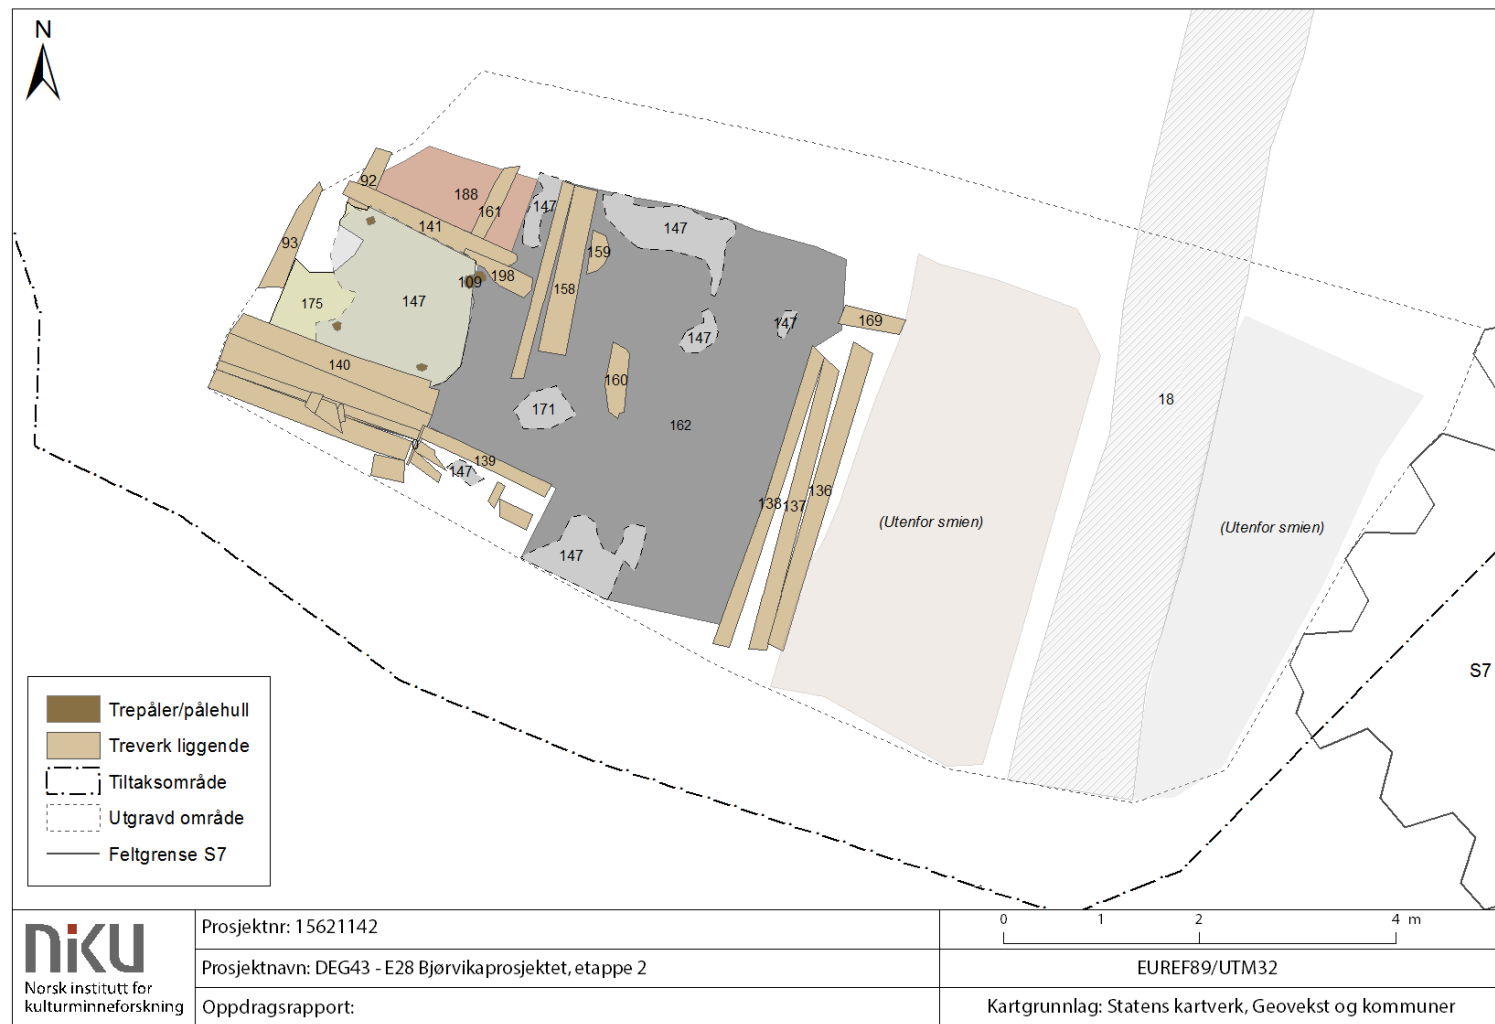 N
92
188
161
147
147
141
93
159
198
109
158
175
147
147
147
169
140
160
171
162
18
0
139
147
138
137
136
(Utenfor smien)
(Utenfor smien)
147
S7
Trepåler/pålehull
Treverk liggende
Tiltaksområde
Utgravd område
Feltgrense S7
niku
Norsk institutt for
kulturminneforskning
Prosjektnr: 15621142
Prosjektnavn: DEG43 - E28 Bjørvikaprosjektet, etappe 2
Oppdragsrapport:
0 1 2 4 m
EUREF89/UTM32
Kartgrunnlag: Statens kartverk, Geovekst og kommuner